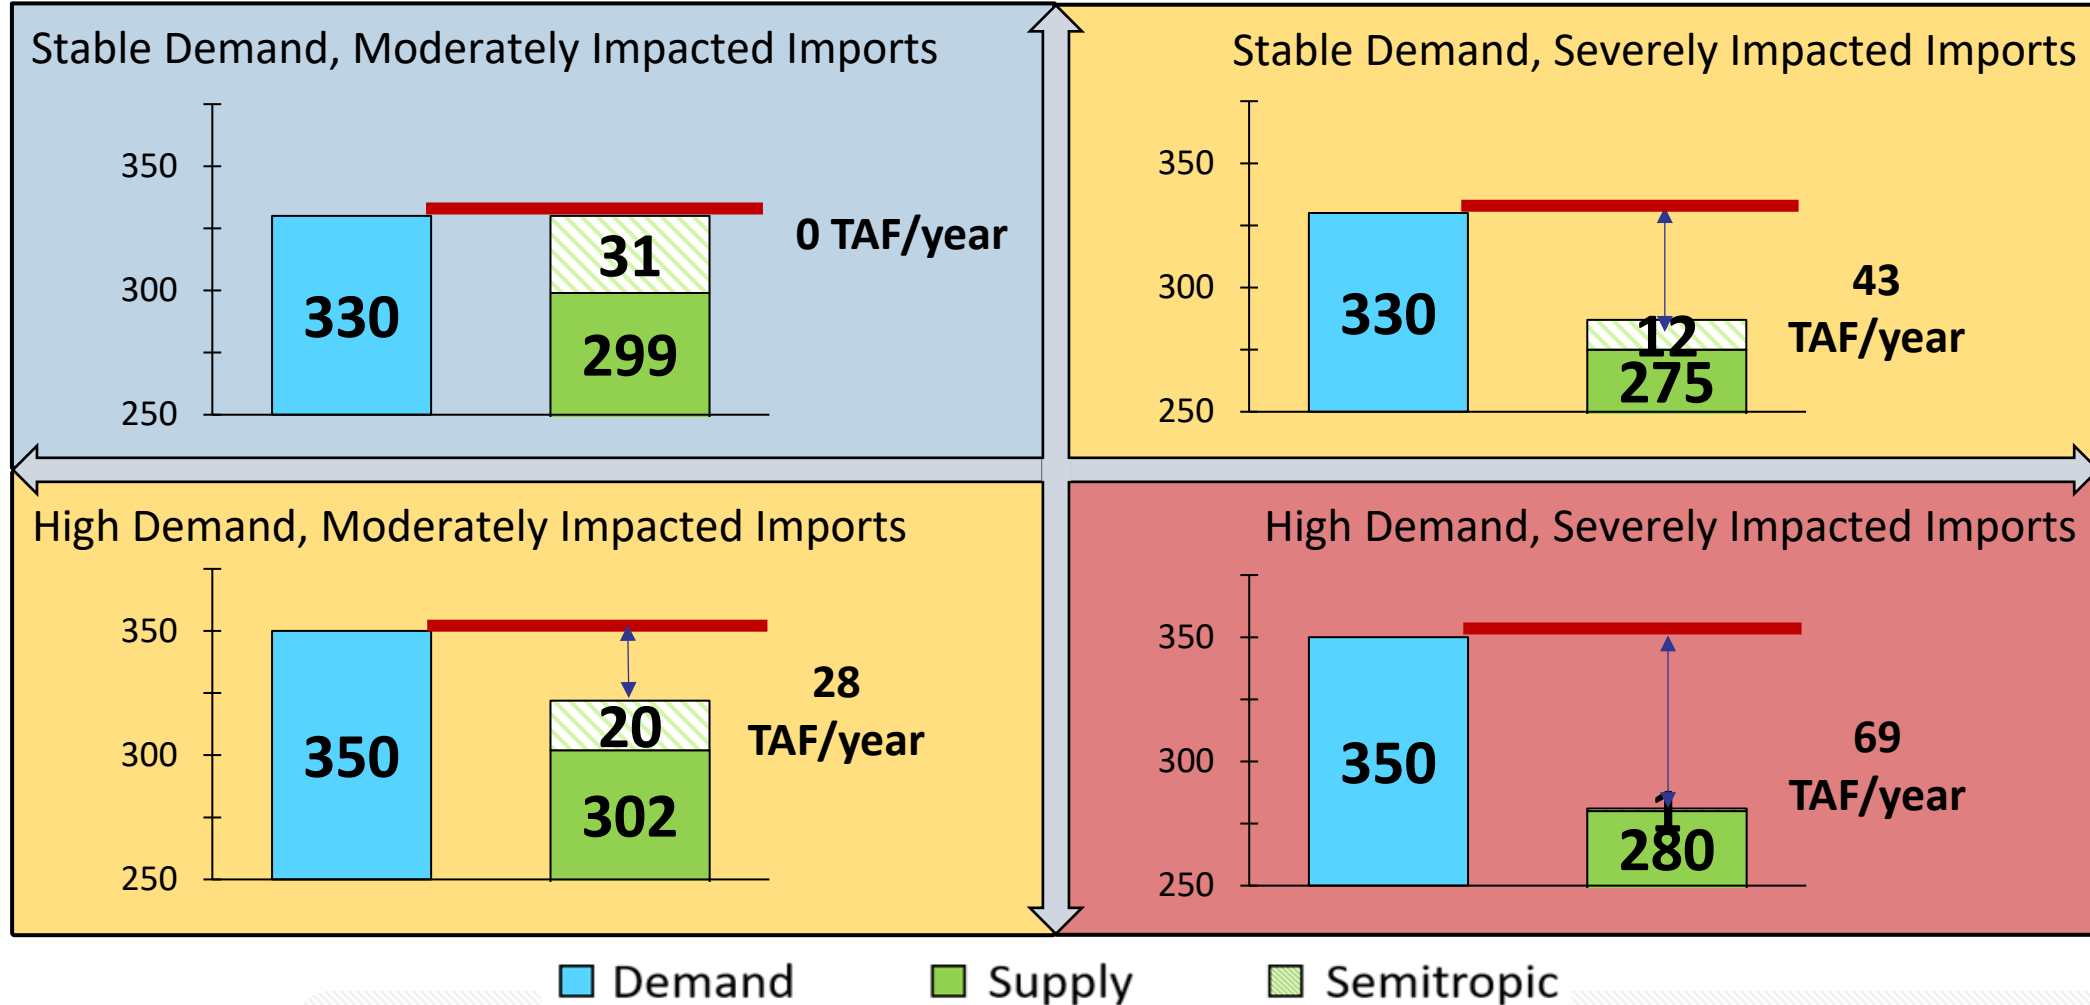 Stable Demand, Moderately Impacted Imports
350
300
250
330
31
299
0 TAF/year
Stable Demand, Severely Impacted Imports
350
300
250
330
12
275
43
TAF/year
High Demand, Moderately Impacted Imports
350
300
250
350
20
302
28
TAF/year
High Demand, Severely Impacted Imports
350
300
250
350
1
280
69
TAF/year
Demand
Supply
Semitropic